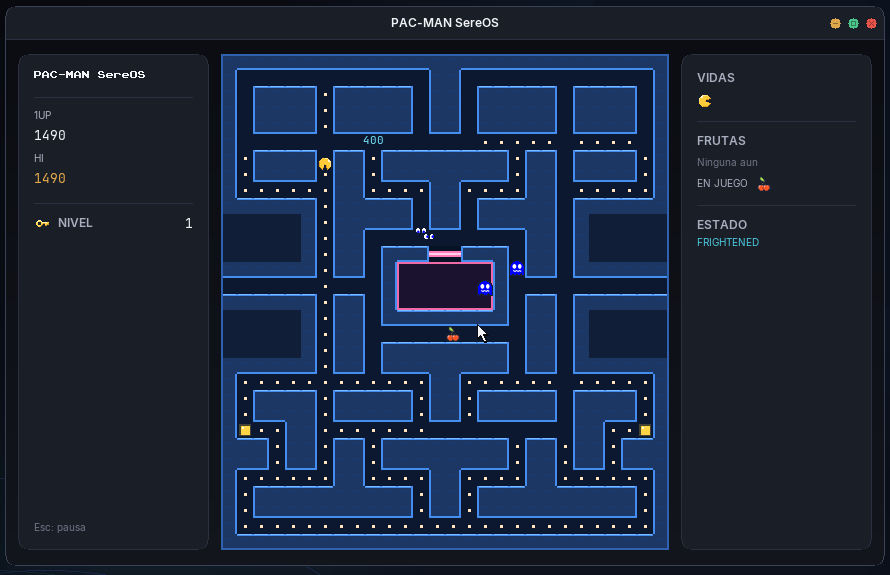 PAC-MAN SereOS
PAC-MAN SereOS
1UP
1490
HI
1490
NIVEL 1
Esc: pausa
400
VIDAS
FRUTAS
Ninguna aun
EN JUEGO
ESTADO
FRIGHTENED